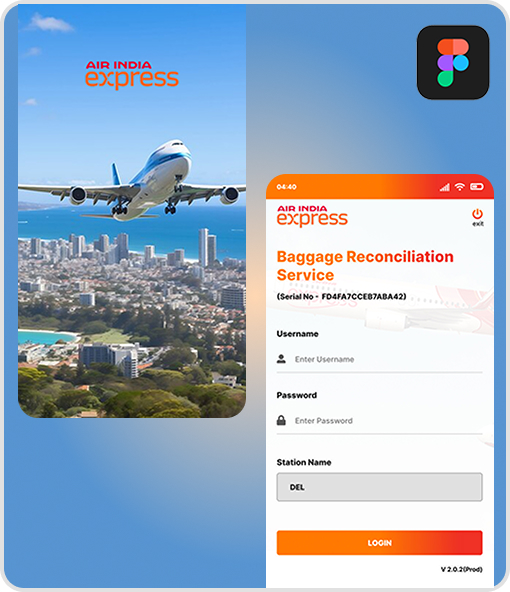 AIR INDIA
express
04:40
AIR INDIA
express
exit
Baggage Reconciliation
Service
(Serial No - FD4FA7CCEB7ABA42)
Username
Enter Username
Password
Enter Password
Station Name
DEL
LOGIN
V 2.0.2(Prod)